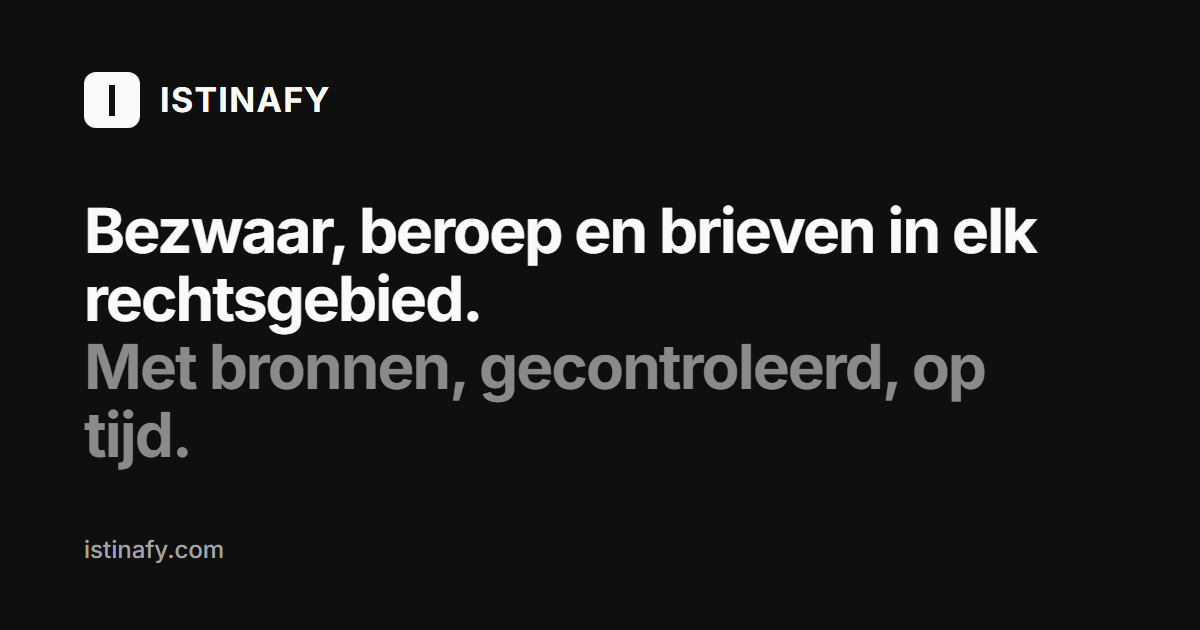 I ISTINAFY
Bezwaar, beroep en brieven in elk
rechtsgebied.
Met bronnen, gecontroleerd, op
tijd.
istinafy.com